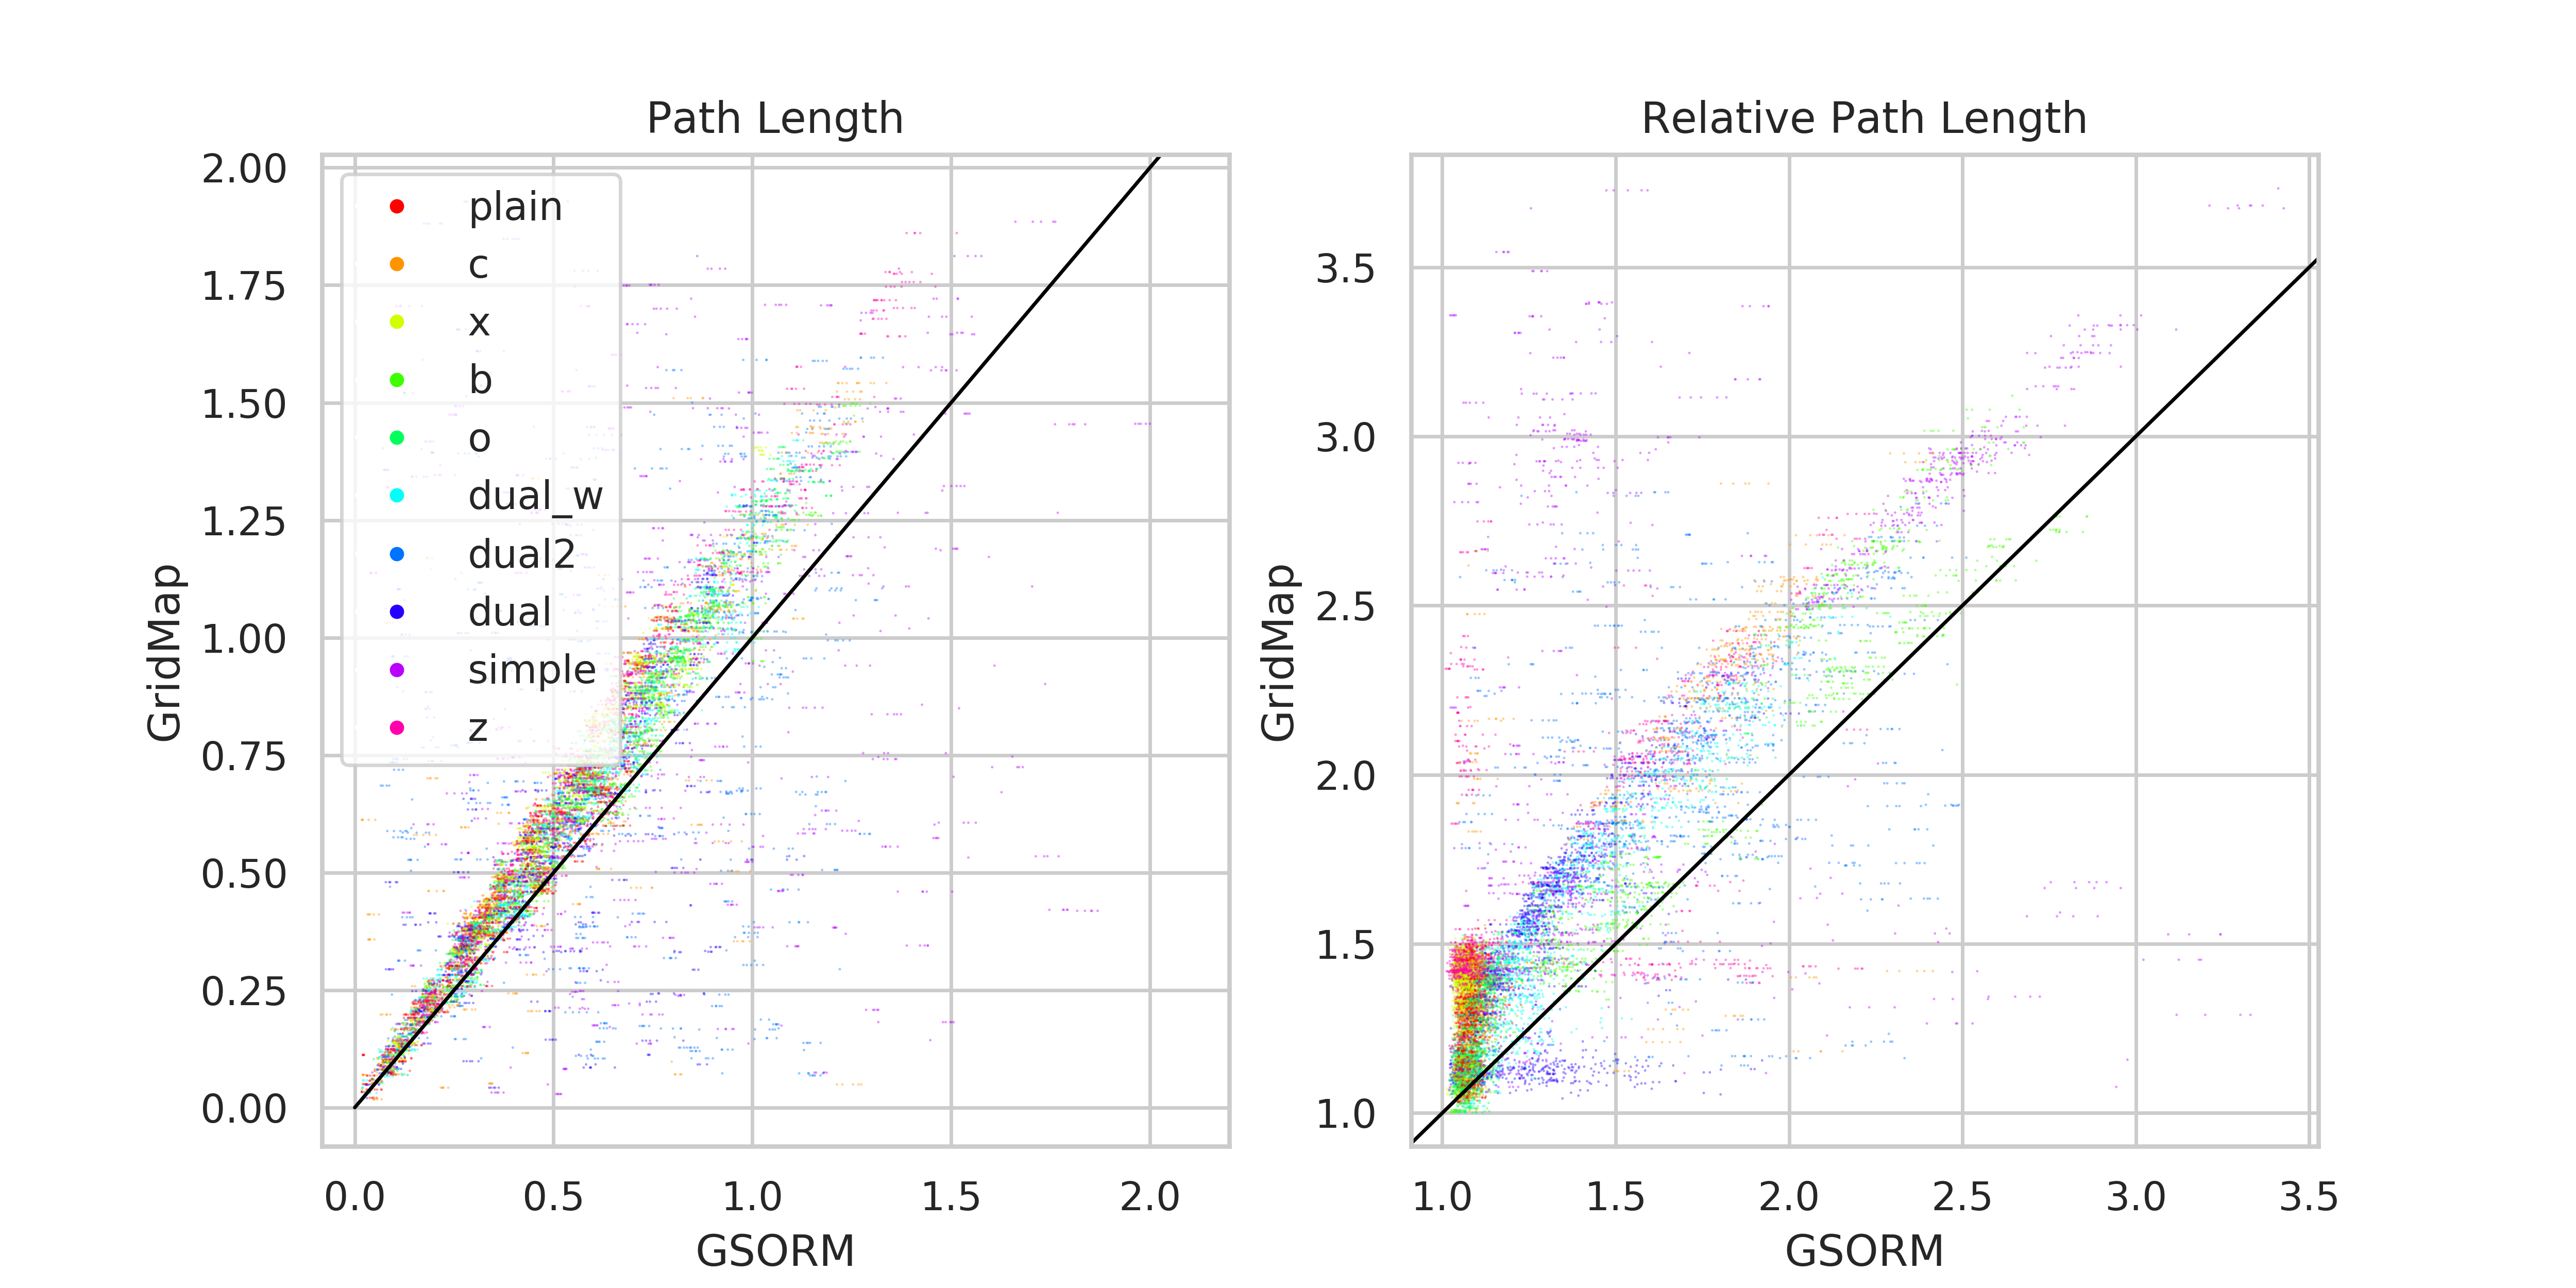 Path Length
2.00
1.75
1.50
1.25
1.00
0.75
0.50
0.25
0.00
GridMap
plain
c
x
b
o
dual_w
dual2
dual
simple
z
0.0 0.5 1.0 1.5 2.0
GSORM
Relative Path Length
3.5
3.0
2.5
2.0
1.5
1.0
GridMap
1.0 1.5 2.0 2.5 3.0 3.5
GSORM